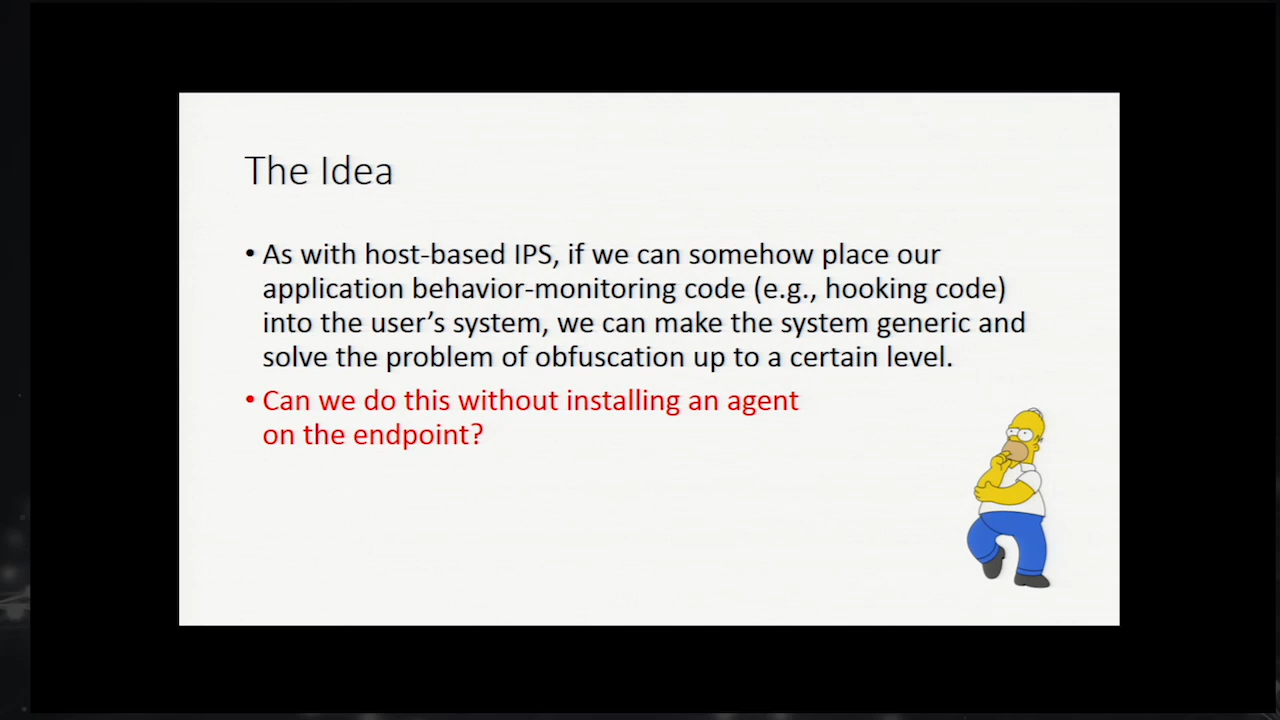 The Idea
• As with host-based IPS, if we can somehow place our
application behavior-monitoring code (e.g., hooking code)
into the user’s system, we can make the system generic and
solve the problem of obfuscation up to a certain level.
• Can we do this without installing an agent
on the endpoint?